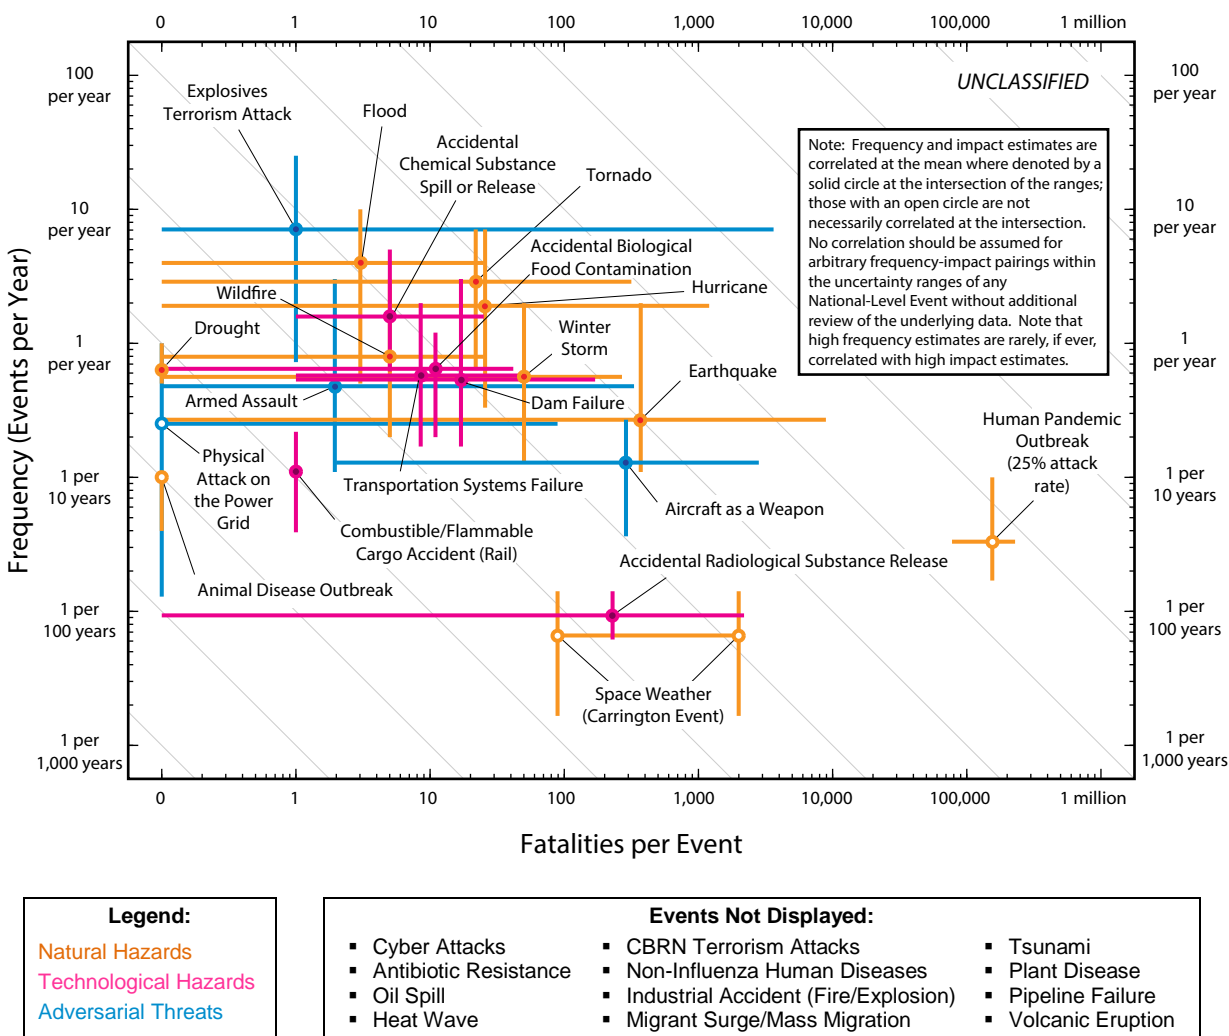 0 1 10 100 1,000 10,000 100,000 1 million
UNCLASSIFIED
100
per year
10
per year
1
per year
1 per
10 years
1 per
100 years
1 per
1,000 years
Frequency (Events per Year)
100
per year
10
per year
1
per year
1 per
10 years
1 per
100 years
1 per
1,000 years
Explosives
Terrorism Attack
Flood
Accidental
Chemical Substance
Spill or Release
Tornado
Accidental Biological
Food Contamination
Hurricane
Wildfire
Drought
Winter
Storm
Earthquake
Armed Assault
Dam Failure
Physical
Attack on
the Power
Grid
Transportation Systems Failure
Aircraft as a Weapon
Combustible/Flammable
Cargo Accident (Rail)
Human Pandemic
Outbreak
(25% attack
rate)
Accidental Radiological Substance Release
Animal Disease Outbreak
Space Weather
(Carrington Event)
Note: Frequency and impact estimates are
correlated at the mean where denoted by a
solid circle at the intersection of the ranges;
those with an open circle are not
necessarily correlated at the intersection.
No correlation should be assumed for
arbitrary frequency-impact pairings within
the uncertainty ranges of any
National-Level Event without additional
review of the underlying data. Note that
high frequency estimates are rarely, if ever,
correlated with high impact estimates.
0 1 10 100 1,000 10,000 100,000 1 million
Fatalities per Event
Legend:
Natural Hazards
Technological Hazards
Adversarial Threats
Events Not Displayed:
▪ Cyber Attacks
▪ Antibiotic Resistance
▪ Oil Spill
▪ Heat Wave
▪ CBRN Terrorism Attacks
▪ Non-Influenza Human Diseases
▪ Industrial Accident (Fire/Explosion)
▪ Migrant Surge/Mass Migration
▪ Tsunami
▪ Plant Disease
▪ Pipeline Failure
▪ Volcanic Eruption